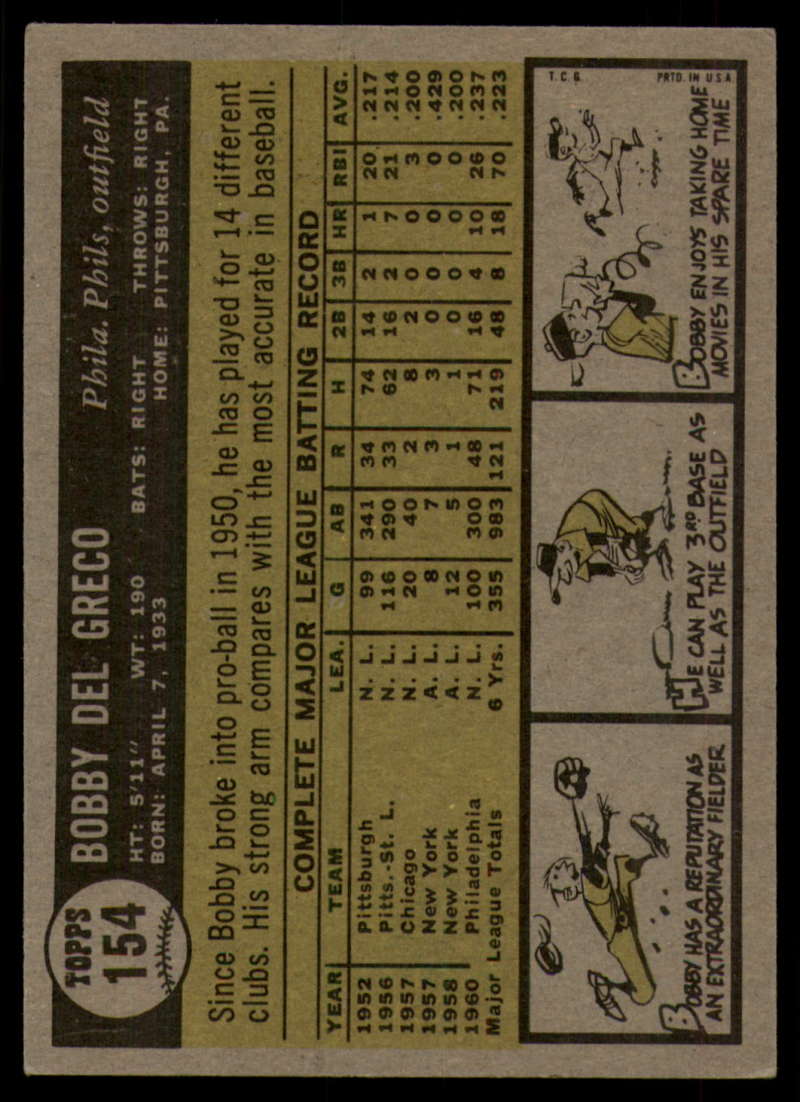 TOPPS
154
BOBBY DEL GRECO Phila. Phils, outfield
HT: 5'11" WT: 190 BATS: RIGHT THROWS: RIGHT
BORN: APRIL 7, 1933 HOME: PITTSBURGH, PA.
Since Bobby broke into pro-ball in 1950, he has played for 14 different
clubs. His strong arm compares with the most accurate in baseball.
COMPLETE MAJOR LEAGUE BATTING RECORD
YEAR TEAM LEA. G AB R H 2B 3B HR RBI AVG.
1952 Pittsburgh N. L. 99 341 34 74 14 2 1 20 .217
1956 Pitts.-St. L. N. L. 116 290 33 62 16 2 7 21 .214
1957 Chicago N. L. 20 40 2 8 2 0 0 3 .200
1957 New York A. L. 8 7 3 3 0 0 0 0 .429
1958 New York A. L. 12 5 1 1 0 0 0 0 .200
1960 Philadelphia N. L. 100 300 48 71 16 4 10 26 .237
Major League Totals 6 Yrs. 355 983 121 219 48 8 18 70 .223
BOBBY HAS A REPUTATION AS
AN EXTRAORDINARY FIELDER
HE CAN PLAY 3RD BASE AS
WELL AS THE OUTFIELD
T.C.G. PRTD. IN USA
BOBBY ENJOYS TAKING HOME
MOVIES IN HIS SPARE TIME